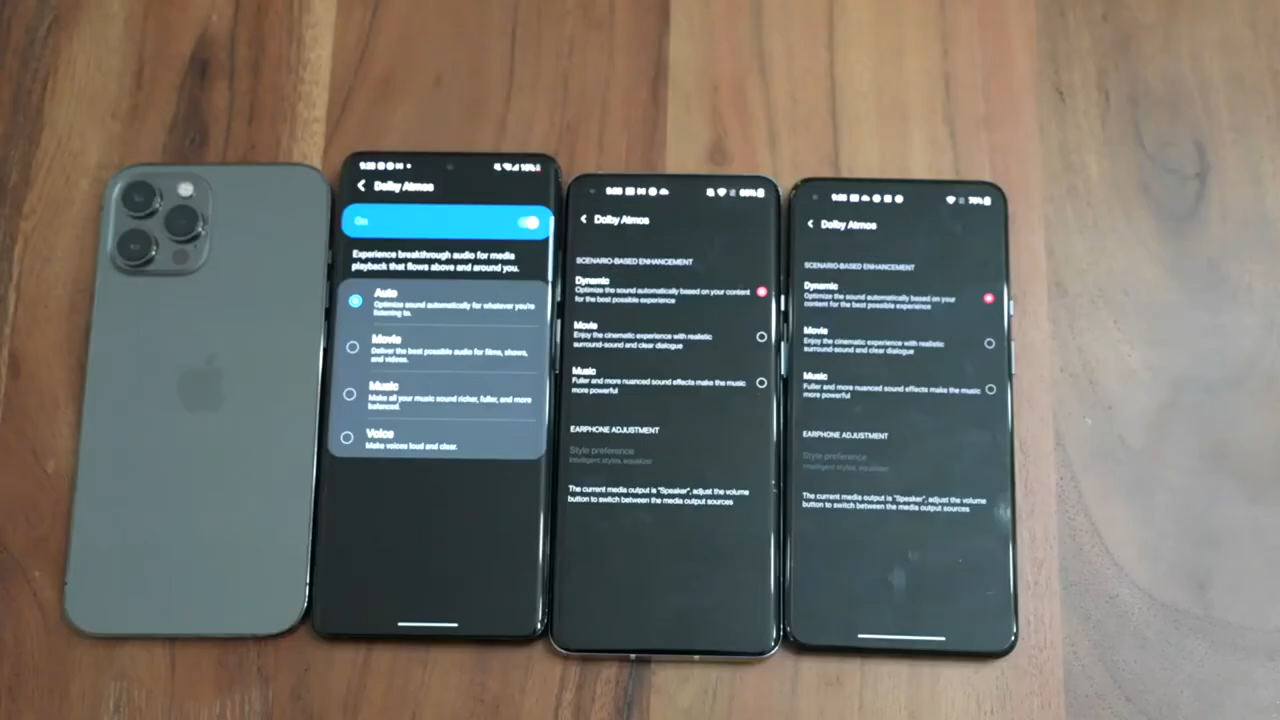 Dolby Atmos
On
Experience breakthrough audio for media
playback that flows above and around you.
Auto
Optimize sound automatically for whatever you're
listening to.
Movie
Deliver the best possible audio for films, shows,
and videos.
Music
Make all your music sound richer, fuller, and more
balanced.
Voice
Make voices loud and clear.
Dolby Atmos
SCENARIO-BASED ENHANCEMENT
Dynamic
Optimize the sound automatically based on your content
for the best possible experience
Movie
Enjoy the cinematic experience with realistic
surround-sound and clear dialogue
Music
Fuller and more nuanced sound effects make the music
more powerful
EARPHONE ADJUSTMENT
Style preference
Intelligent styles, equalizer
The current media output is "Speaker", adjust the volume
button to switch between the media output sources
Dolby Atmos
SCENARIO-BASED ENHANCEMENT
Dynamic
Optimize the sound automatically based on your
content for the best possible experience
Movie
Enjoy the cinematic experience with realistic
surround-sound and clear dialogue
Music
Fuller and more nuanced sound effects make the music
more powerful
EARPHONE ADJUSTMENT
Style preference
Intelligent styles, equalizer
The current media output is "Speaker", adjust the volume
button to switch between the media output sources